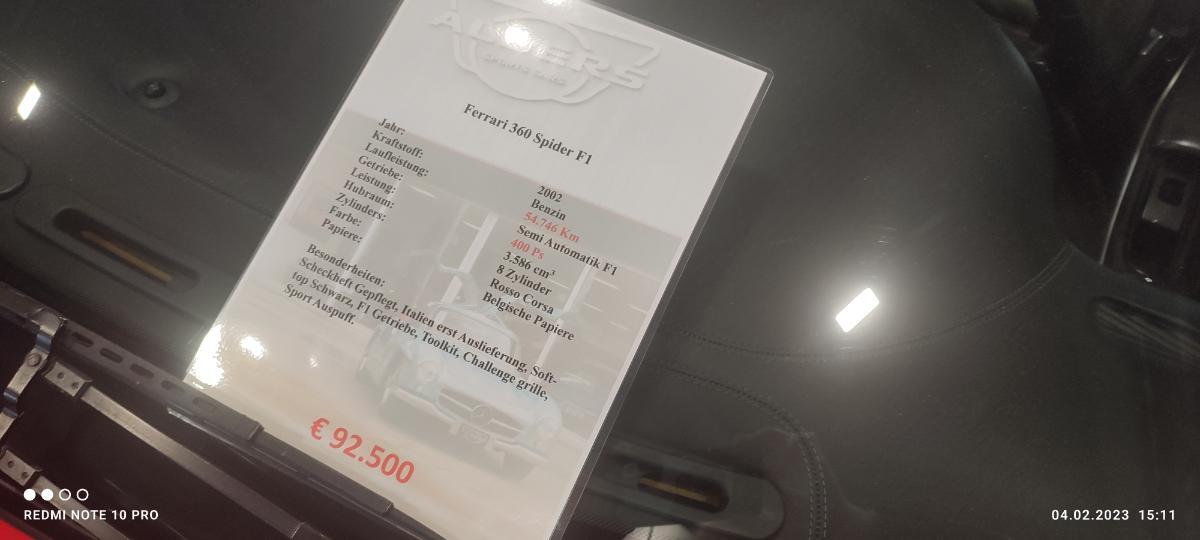 ALDERS
SPORTS CARS
Ferrari 360 Spider F1
Jahr: 2002
Kraftstoff: Benzin
Laufleistung: 54.746 Km
Getriebe: Semi Automatik F1
Leistung: 400 Ps
Hubraum: 3.586 cm³
Zylinders: 8 Zylinder
Farbe: Rosso Corsa
Papiere: Belgische Papiere
Besonderheiten:
Scheckheft Gepflegt, Italien erst Auslieferung, Soft-
top Schwarz, F1 Getriebe, Toolkit, Challenge grille,
Sport Auspuff.
€ 92.500
REDMI NOTE 10 PRO
04.02.2023 15:11